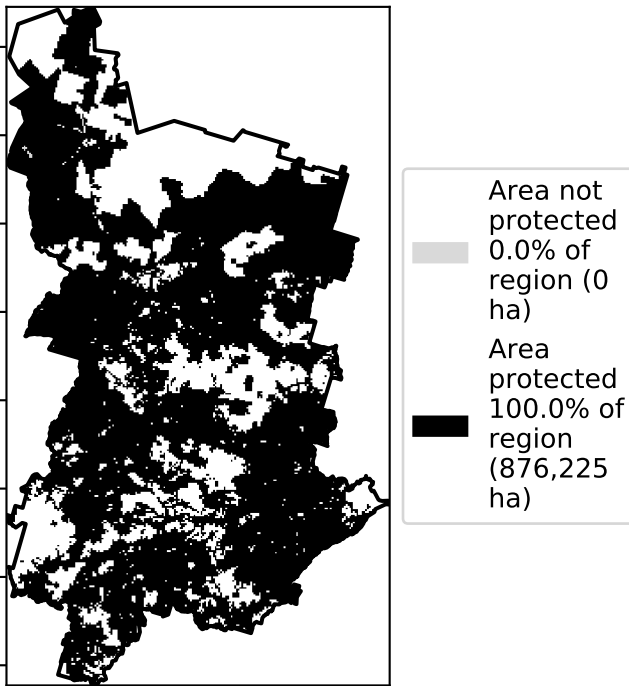 Area not
protected
0.0% of
region (0
ha)
Area
protected
100.0% of
region
(876,225
ha)